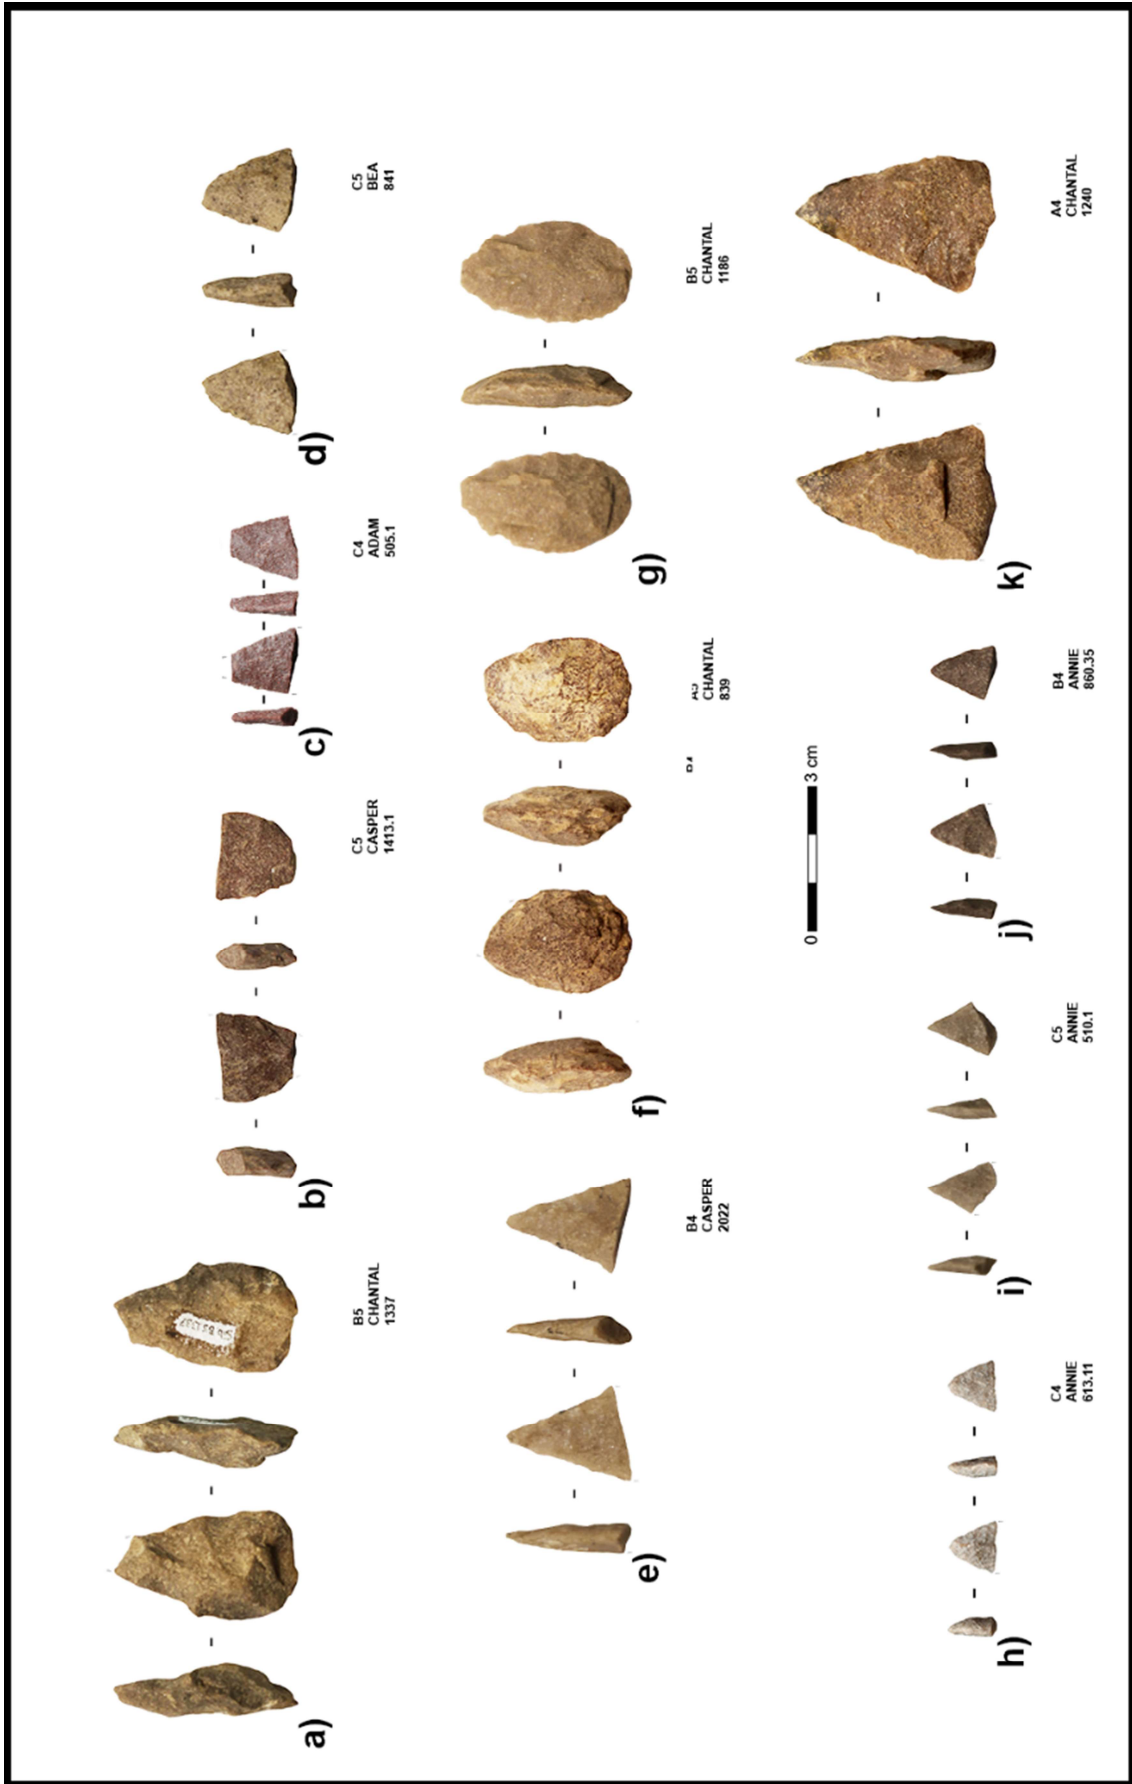 a)
B5
CHANTAL
1337
b)
C5
CASPER
1413.1
c)
C4
ADAM
505.1
d)
C5
BEA
841
e)
B4
CASPER
2022
f)
CHANTAL
839
g)
B5
CHANTAL
1186
0 3 cm
h)
C4
ANNIE
613.11
i)
C5
ANNIE
510.1
j)
B4
ANNIE
860.35
k)
A4
CHANTAL
1240